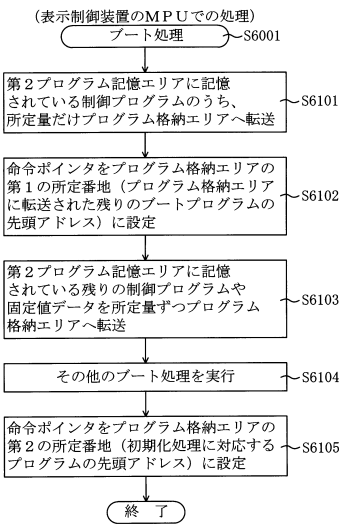 （表示制御装置のＭＰＵでの処理）
ブート処理
S6001
第２プログラム記憶エリアに記憶
されている制御プログラムのうち、
所定量だけプログラム格納エリアへ転送
S6101
命令ポインタをプログラム格納エリアの
第１の所定番地（プログラム格納エリア
に転送された残りのブートプログラムの
先頭アドレス）に設定
S6102
第２プログラム記憶エリアに記憶
されている残りの制御プログラムや
固定値データを所定量ずつプログラム
格納エリアへ転送
S6103
その他のブート処理を実行
S6104
命令ポインタをプログラム格納エリアの
第２の所定番地（初期化処理に対応する
プログラムの先頭アドレス）に設定
S6105
終 了